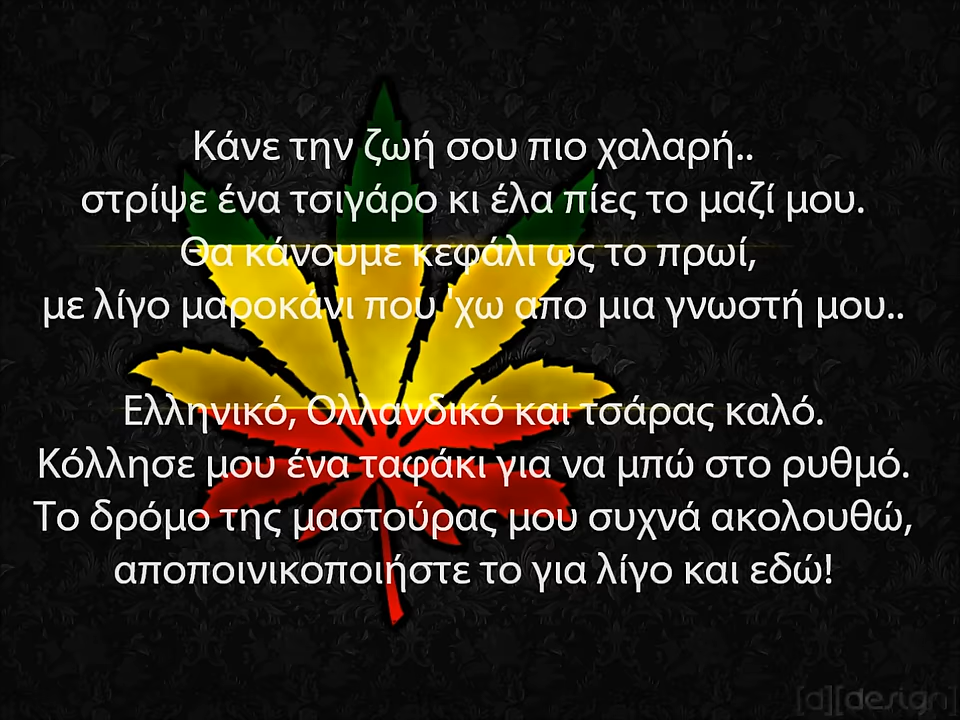 Κάνε την ζωή σου πιο χαλαρή..
στρίψε ένα τσιγάρο κι έλα πίες το μαζί μου.
Θα κάνουμε κεφάλι ως το πρωί,
με λίγο μαροκάνι που 'χω απο μια γνωστή μου..
Ελληνικό, Ολλανδικό και τσάρας καλό.
Κόλλησε μου ένα ταφάκι για να μπώ στο ρυθμό.
Το δρόμο της μαστούρας μου συχνά ακολουθώ,
αποποινικοποιήστε το για λίγο και εδώ!
[d][design]